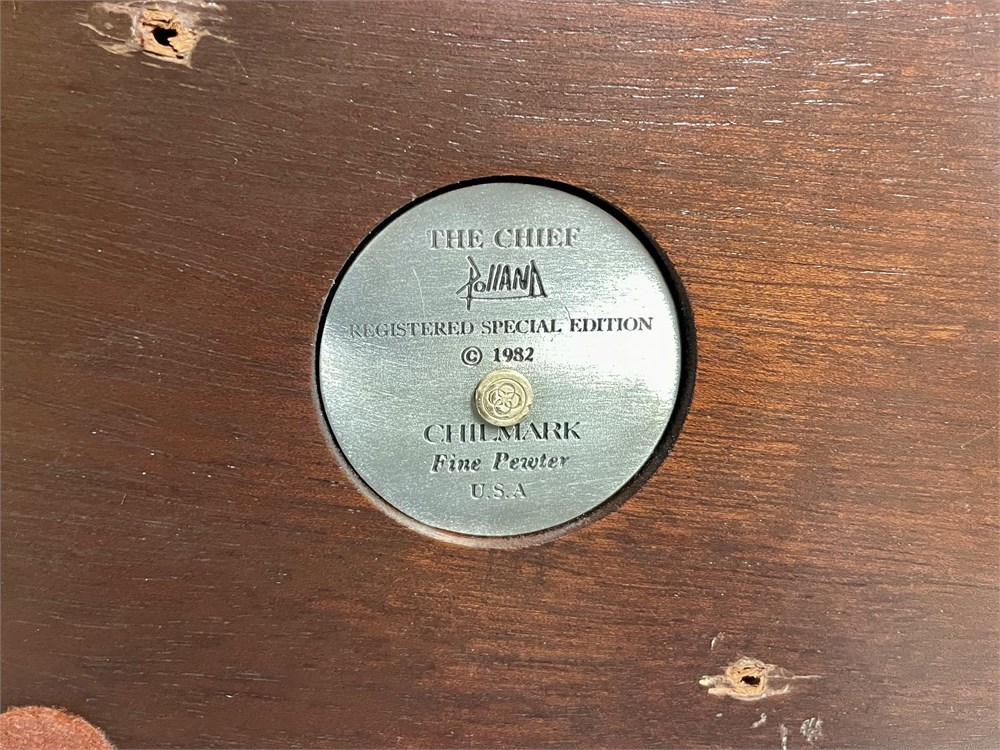 THE CHIEF
Polland
REGISTERED SPECIAL EDITION
© 1982
CHILMARK
Fine Pewter
U.S.A